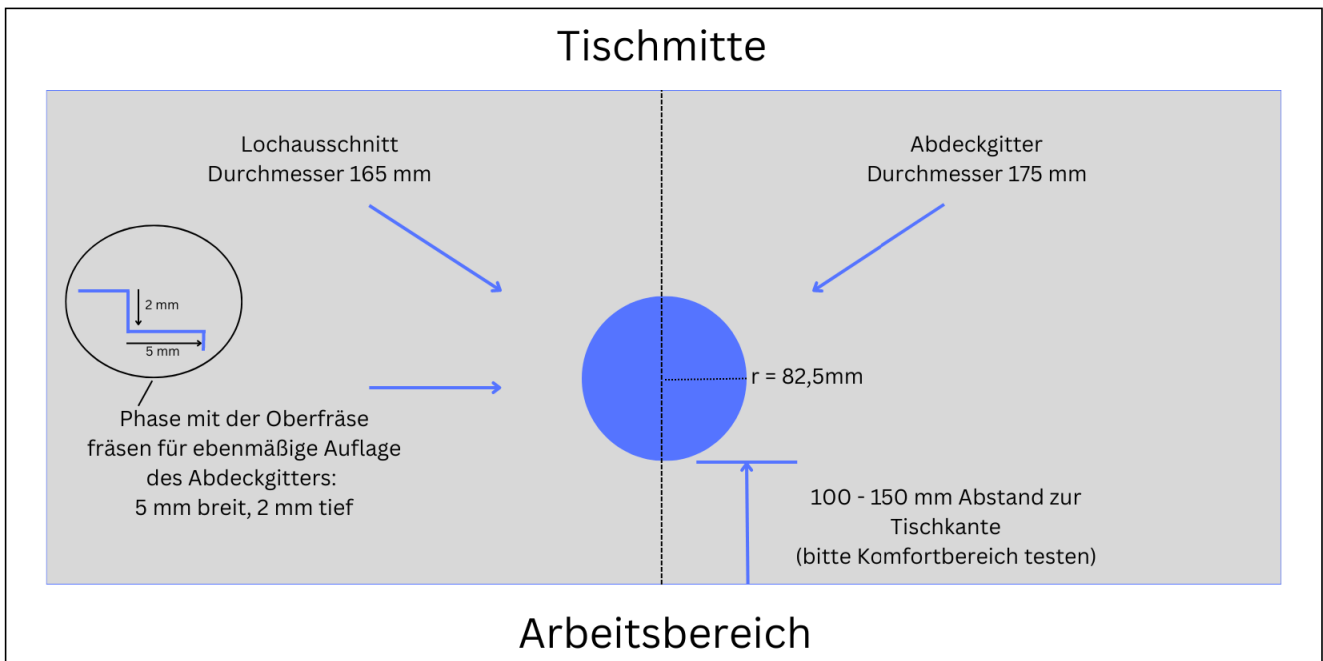 Tischmitte
Lochausschnitt
Durchmesser 165 mm
Abdeckgitter
Durchmesser 175 mm
2 mm
5 mm
r = 82,5mm
Phase mit der Oberfräse
fräsen für ebenmäßige Auflage
des Abdeckgitters:
5 mm breit, 2 mm tief
100 - 150 mm Abstand zur
Tischkante
(bitte Komfortbereich testen)
Arbeitsbereich